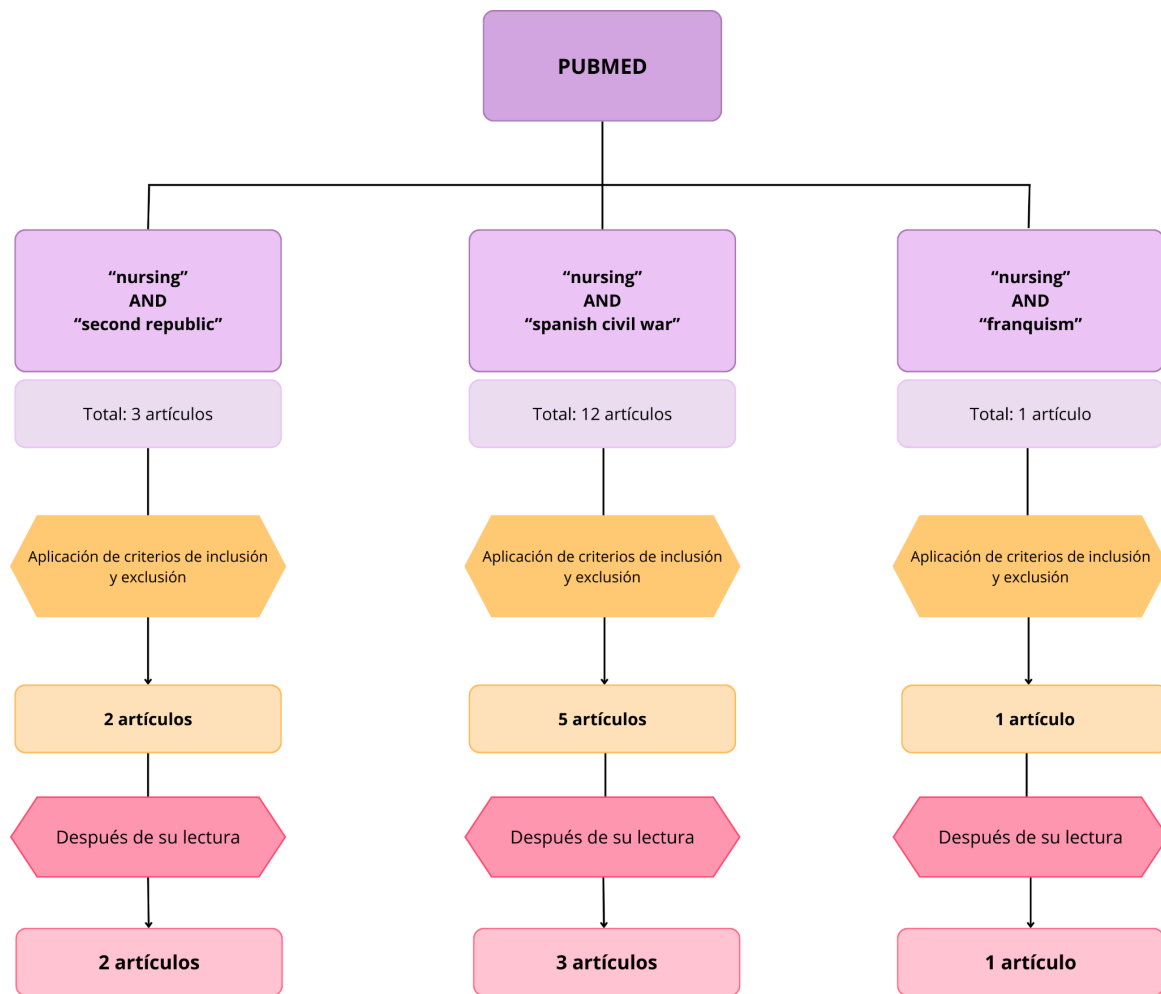 PUBMED
“nursing”
AND
“second republic”
“nursing”
AND
“spanish civil war”
“nursing”
AND
“franquism”
Total: 3 artículos
Total: 12 artículos
Total: 1 artículo
Aplicación de criterios de inclusión
y exclusión
Aplicación de criterios de inclusión
y exclusión
Aplicación de criterios de inclusión
y exclusión
2 artículos
5 artículos
1 artículo
Después de su lectura
Después de su lectura
Después de su lectura
2 artículos
3 artículos
1 artículo